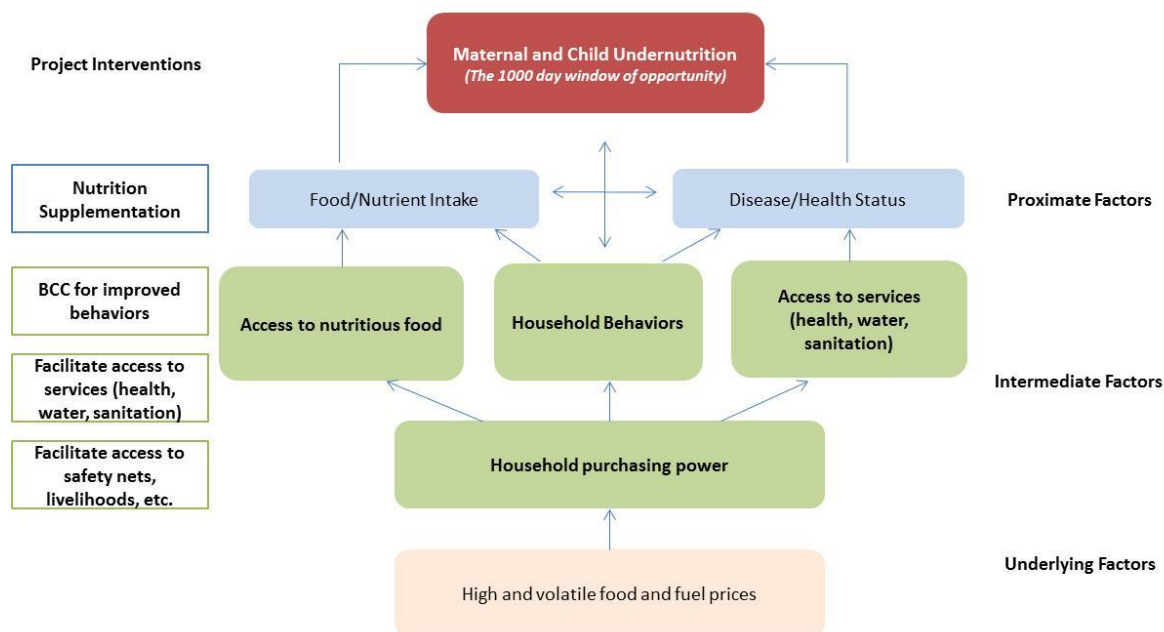 Project Interventions
Maternal and Child Undernutrition
(The 1000 day window of opportunity)
Nutrition
Supplementation
Food/Nutrient Intake
Disease/Health Status
Proximate Factors
BCC for improved
behaviors
Access to nutritious food
Household Behaviors
Access to services
(health, water,
sanitation)
Facilitate access to
services (health,
water, sanitation)
Intermediate Factors
Facilitate access to
safety nets,
livelihoods, etc.
Household purchasing power
Underlying Factors
High and volatile food and fuel prices